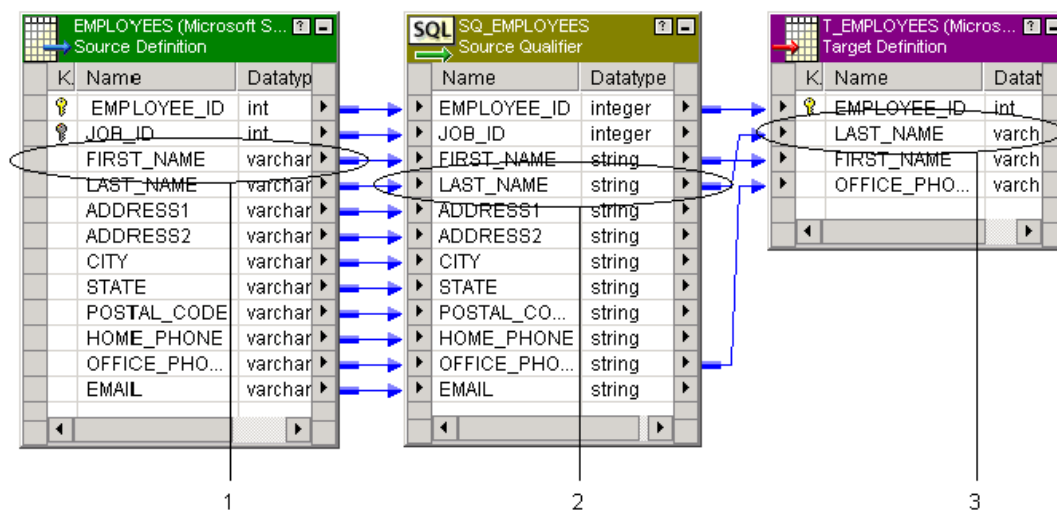 EMPLOYEES (Microsoft S...
Source Definition
K. Name Datatyp
EMPLOYEE_ID int
JOB_ID int
FIRST_NAME varchar
LAST_NAME varchar
ADDRESS1 varchar
ADDRESS2 varchar
CITY varchar
STATE varchar
POSTAL_CODE varchar
HOME_PHONE varchar
OFFICE_PHO... varchar
EMAIL varchar
SQL SQ_EMPLOYEES
Source Qualifier
Name Datatype
EMPLOYEE_ID integer
JOB_ID integer
FIRST_NAME string
LAST_NAME string
ADDRESS1 string
ADDRESS2 string
CITY string
STATE string
POSTAL_CO... string
HOME_PHONE string
OFFICE_PHO... string
EMAIL string
T_EMPLOYEES (Micros...
Target Definition
K Name Datat
EMPLOYEE_ID int
LAST_NAME varch
FIRST_NAME varch
OFFICE_PHO... varch
1
2
3